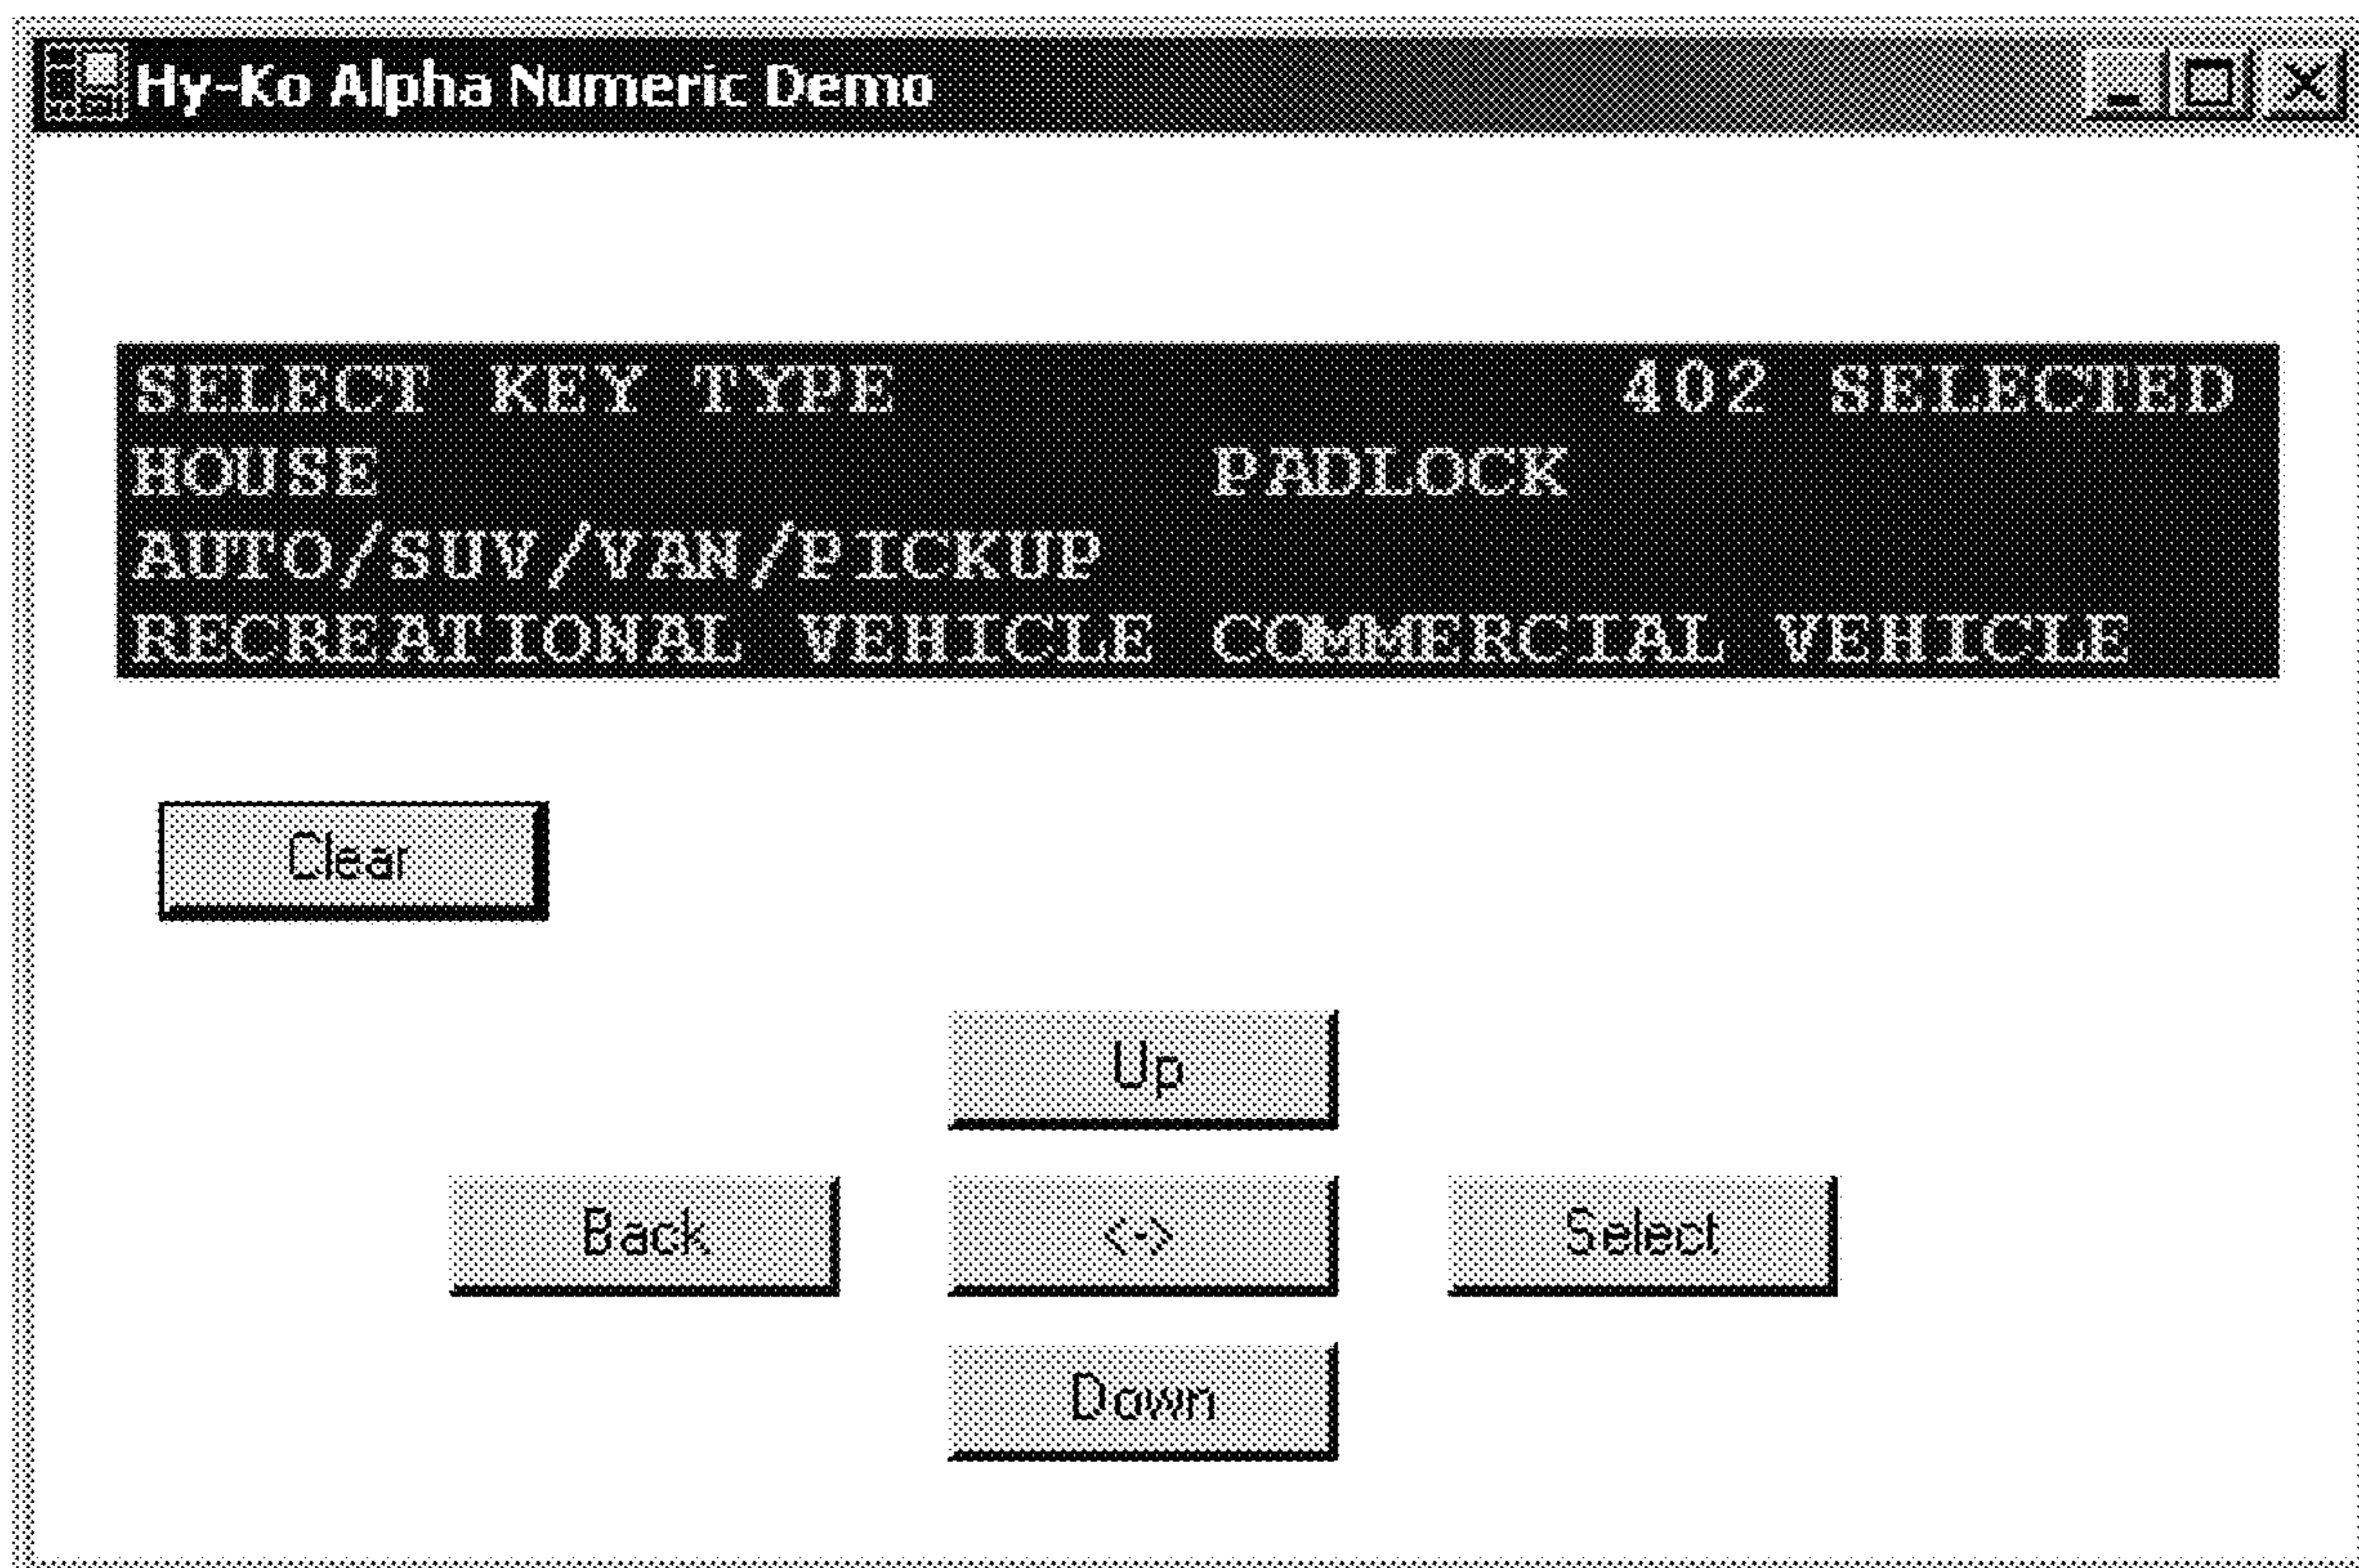 Hy-Ko Alpha Numeric Demo
SELECT KEY TYPE 402 SELECTED
HOUSE PADLOCK
AUTO/SUV/VAN/PICKUP
RECREATIONAL VEHICLE COMMERCIAL VEHICLE
Clear
Up
Back <-> Select
Down